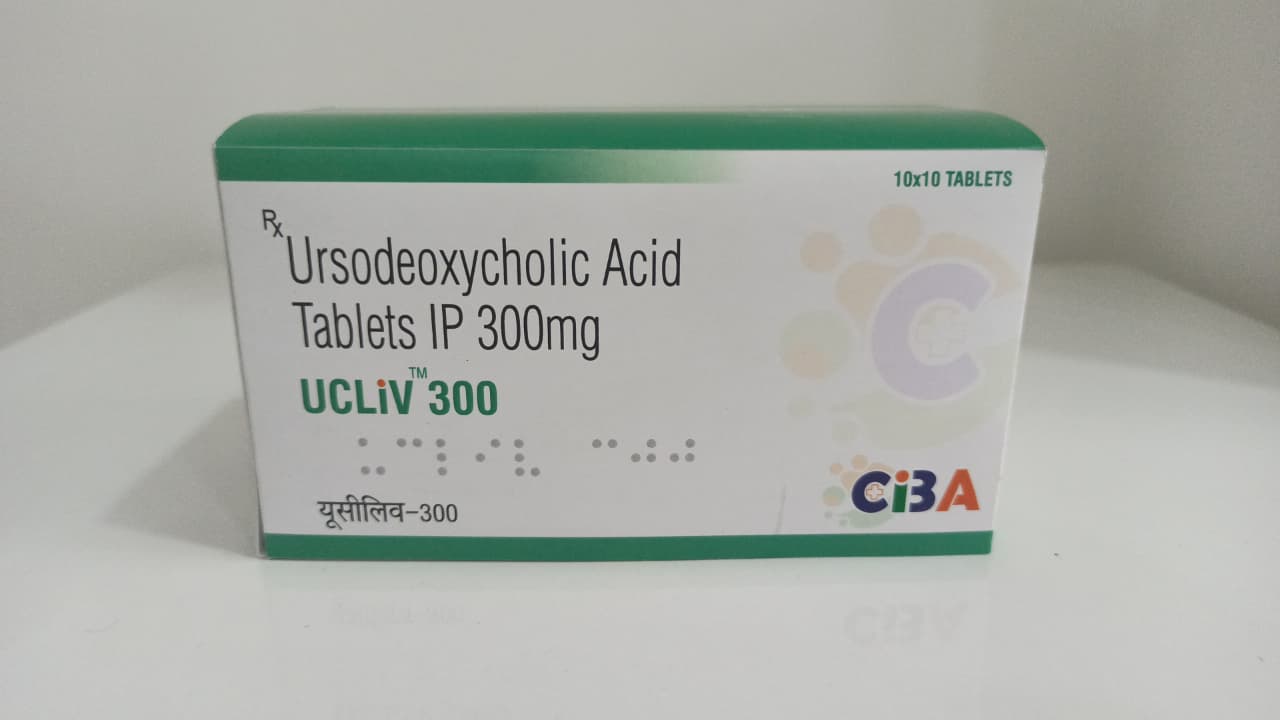 10x10 TABLETS
Rx
Ursodeoxycholic Acid
Tablets IP 300mg
UCLiV™ 300
यूसीलिव-300
CiBA